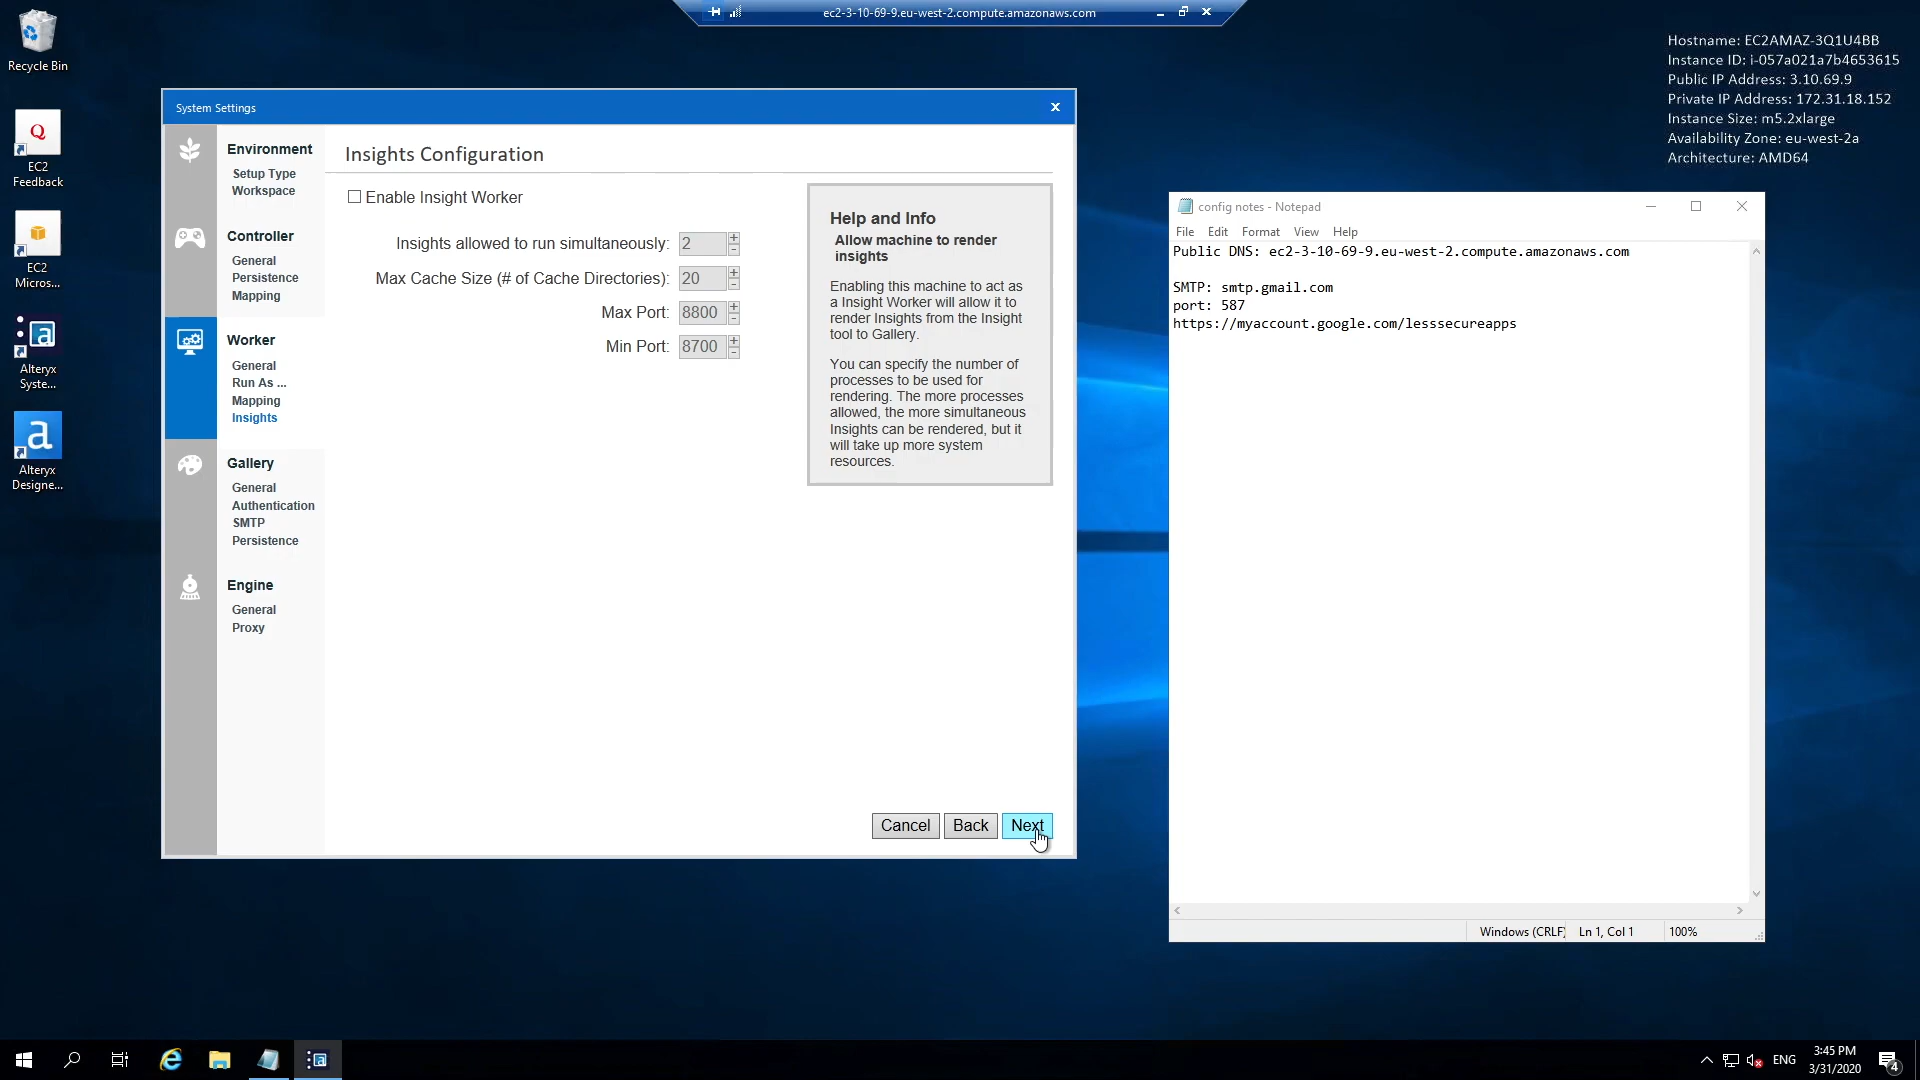 ec2-3-10-69-9.eu-west-2.compute.amazonaws.com
Recycle Bin
EC2
Feedback
EC2
Micros...
Alteryx
Syste...
Alteryx
Designe...
Hostname: EC2AMAZ-3Q1U4BB
Instance ID: i-057a021a7b4653615
Public IP Address: 3.10.69.9
Private IP Address: 172.31.18.152
Instance Size: m5.2xlarge
Availability Zone: eu-west-2a
Architecture: AMD64
System Settings
Environment
Setup Type
Workspace
Controller
General
Persistence
Mapping
Worker
General
Run As ...
Mapping
Insights
Gallery
General
Authentication
SMTP
Persistence
Engine
General
Proxy
Insights Configuration
Enable Insight Worker
Insights allowed to run simultaneously: 2
Max Cache Size (# of Cache Directories): 20
Max Port: 8800
Min Port: 8700
Help and Info
Allow machine to render
insights
Enabling this machine to act as
a Insight Worker will allow it to
render Insights from the Insight
tool to Gallery.
You can specify the number of
processes to be used for
rendering. The more processes
allowed, the more simultaneous
Insights can be rendered, but it
will take up more system
resources.
Cancel Back Next
config notes - Notepad
File Edit Format View Help
Public DNS: ec2-3-10-69-9.eu-west-2.compute.amazonaws.com
SMTP: smtp.gmail.com
port: 587
https://myaccount.google.com/lesssecureapps
Windows (CRLF) Ln 1, Col 1 100%
ENG
3:45 PM
3/31/2020
4